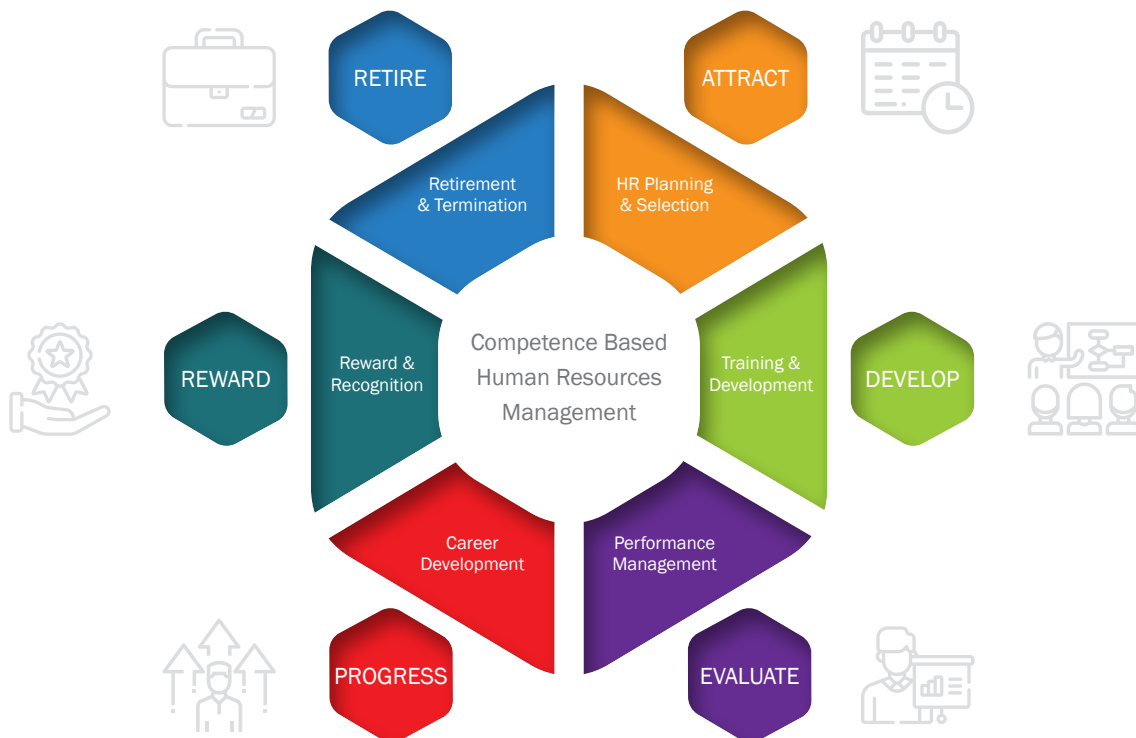 RETIRE
ATTRACT
Retirement
& Termination
HR Planning
& Selection
REWARD
Reward &
Recognition
Competence Based
Human Resources
Management
Training &
Development
DEVELOP
Career
Development
Performance
Management
PROGRESS
EVALUATE